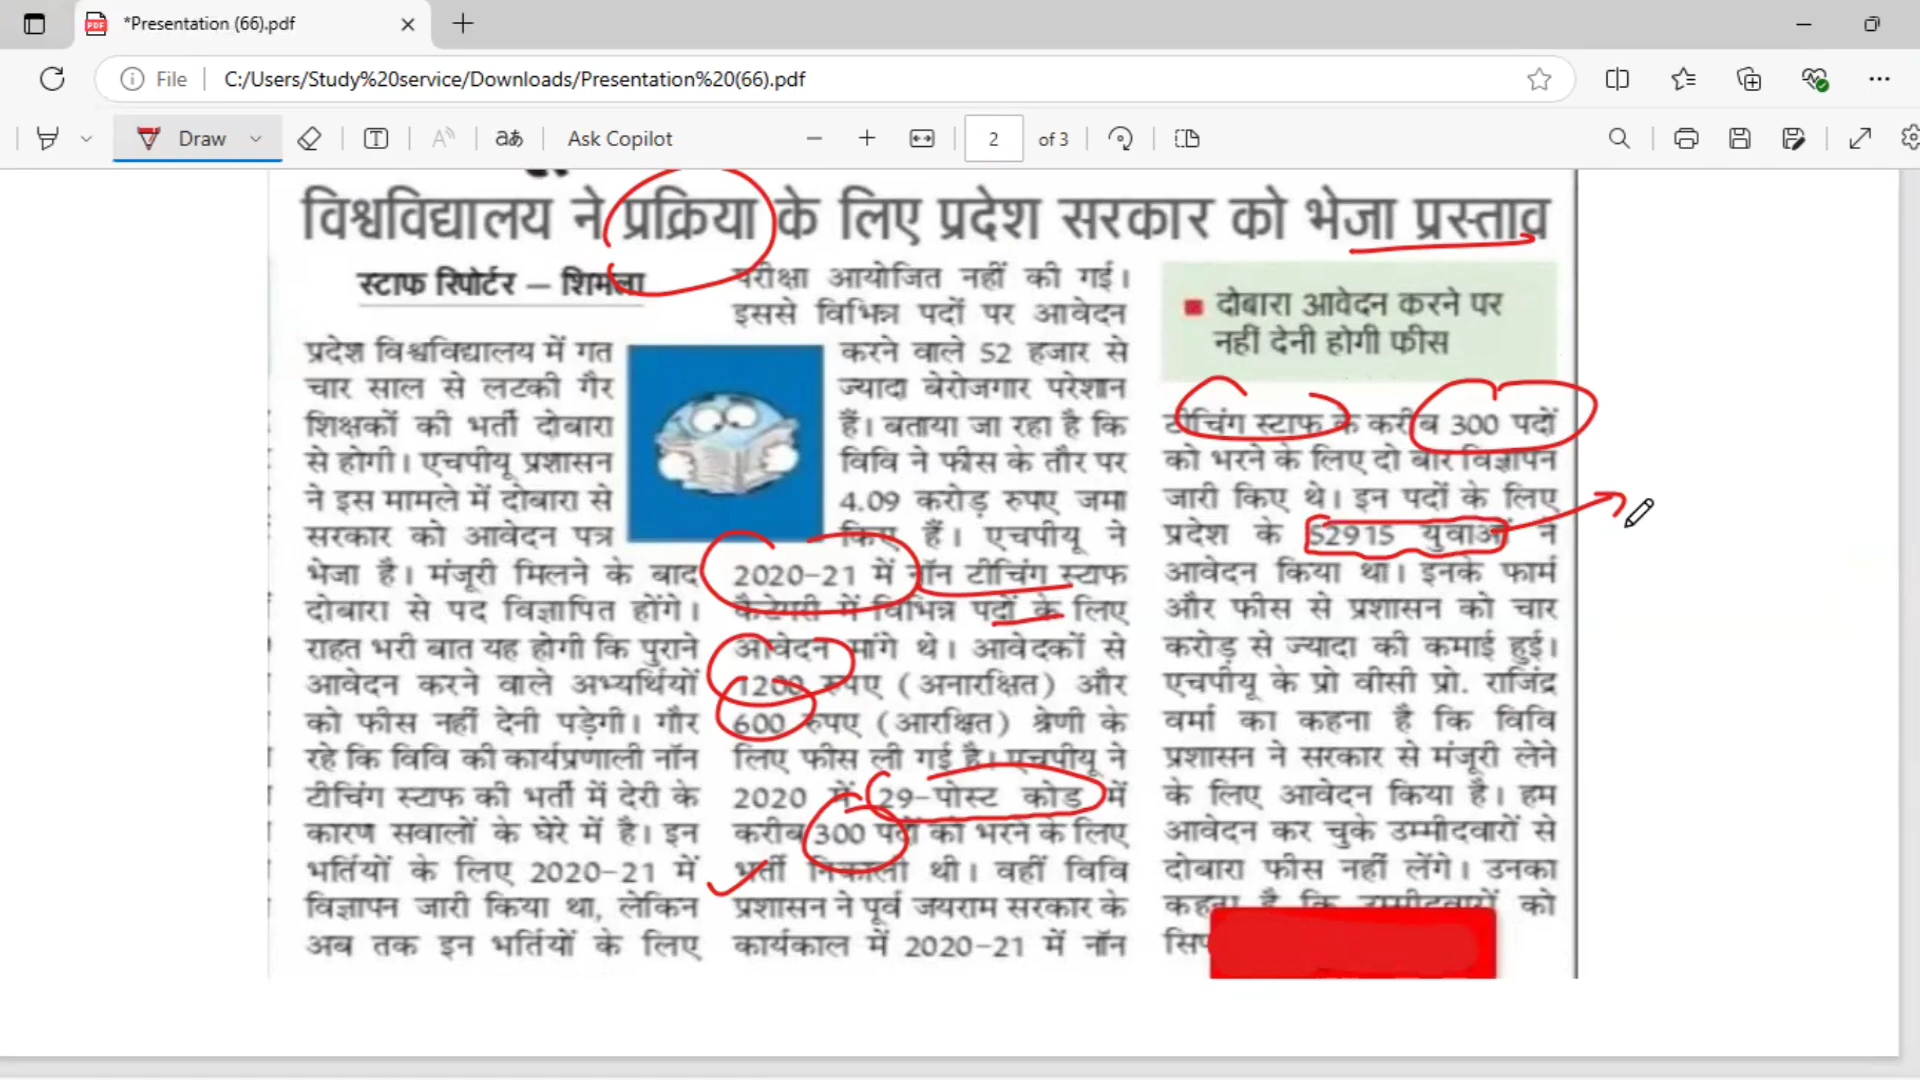 *Presentation (66).pdf
File
C:/Users/Study%20service/Downloads/Presentation%20(66).pdf
Draw
T
aあ
Ask Copilot
2
of 3
विश्वविद्यालय ने प्रक्रिया के लिए प्रदेश सरकार को भेजा प्रस्ताव
स्टाफ रिपोर्टर — शिमला
प्रदेश विश्वविद्यालय में गत
चार साल से लटकी गैर
शिक्षकों की भर्ती दोबारा
से होगी। एचपीयू प्रशासन
ने इस मामले में दोबारा से
सरकार को आवेदन पत्र
भेजा है। मंजूरी मिलने के बाद
दोबारा से पद विज्ञापित होंगे।
राहत भरी बात यह होगी कि पुराने
आवेदन करने वाले अभ्यर्थियों
को फीस नहीं देनी पड़ेगी। गौर
रहे कि विवि की कार्यप्रणाली नॉन
टीचिंग स्टाफ की भर्ती में देरी के
कारण सवालों के घेरे में है। इन
भर्तियों के लिए 2020-21 में
विज्ञापन जारी किया था, लेकिन
अब तक इन भर्तियों के लिए
परीक्षा आयोजित नहीं की गई।
इससे विभिन्न पदों पर आवेदन
करने वाले 52 हजार से
ज्यादा बेरोजगार परेशान
हैं। बताया जा रहा है कि
विवि ने फीस के तौर पर
4.09 करोड़ रुपए जमा
किए हैं। एचपीयू ने
2020-21 में नॉन टीचिंग स्टाफ
कैटेगरी में विभिन्न पदों के लिए
आवेदन मांगे थे। आवेदकों से
1200 रुपए (अनारक्षित) और
600 रुपए (आरक्षित) श्रेणी के
लिए फीस ली गई है। एचपीयू ने
2020 में 29-पोस्ट कोड में
करीब 300 पदों को भरने के लिए
भर्ती निकाली थी। वहीं विवि
प्रशासन ने पूर्व जयराम सरकार के
कार्यकाल में 2020-21 में नॉन
दोबारा आवेदन करने पर
नहीं देनी होगी फीस
टीचिंग स्टाफ के करीब 300 पदों
को भरने के लिए दो बार विज्ञापन
जारी किए थे। इन पदों के लिए
प्रदेश के 52915 युवाओं ने
आवेदन किया था। इनके फार्म
और फीस से प्रशासन को चार
करोड़ से ज्यादा की कमाई हुई।
एचपीयू के प्रो वीसी प्रो. राजिंद्र
वर्मा का कहना है कि विवि
प्रशासन ने सरकार से मंजूरी लेने
के लिए आवेदन किया है। हम
आवेदन कर चुके उम्मीदवारों से
दोबारा फीस नहीं लेंगे। उनका
कहना है कि उम्मीदवारों को